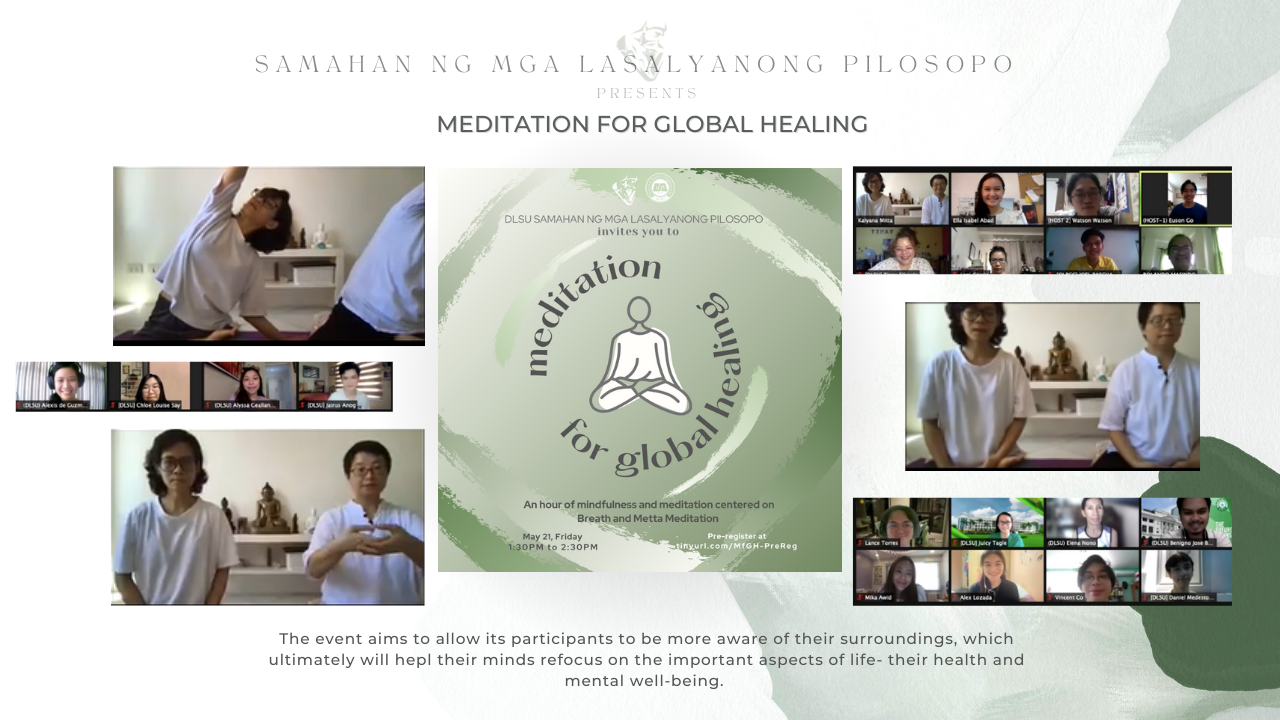 SAMAHAN NG MGA LASALYANONG PILOSOPO
PRESENTS
MEDITATION FOR GLOBAL HEALING
DLSU SAMAHAN NG MGA LASALYANONG PILOSOPO
invites you to
meditation
for global healing
An hour of mindfulness and meditation centered on
Breath and Metta Meditation
May 21, Friday
1:30PM to 2:30PM
Pre-register at
tinyurl.com/MfGH-PreReg
Kalyana Mitta
Ella Isabel Abad
(HOST 2) Watson Watson
(HOST-1) Euson Go
(DLSU) Alexis de Guzm...
[DLSU] Chloe Louise Say
(DLSU) Alyssa
[DLSU] Jairus Anog
Lance Torres
[DLSU] Juicy Tagle
(DLSU) Elena Nono
[DLSU] Benigno Jose B...
Mika Awid
Alex Lozada
Vincent Co
[DLSU] Daniel Medesto...
The event aims to allow its participants to be more aware of their surroundings, which
ultimately will hepl their minds refocus on the important aspects of life- their health and
mental well-being.